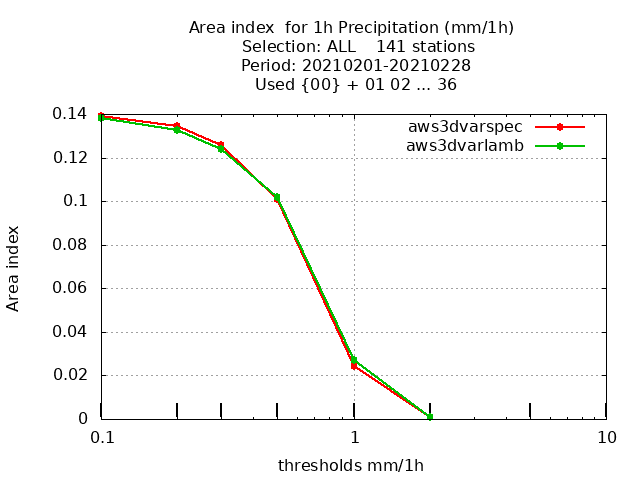 Area index  for 1h Precipitation (mm/1h)
Selection: ALL    141 stations
Period: 20210201-20210228
Used {00} + 01 02 ... 36
aws3dvarspec
aws3dvarlamb
Area index
0.14
0.12
0.1
0.08
0.06
0.04
0.02
0
0.1 1 10
thresholds mm/1h